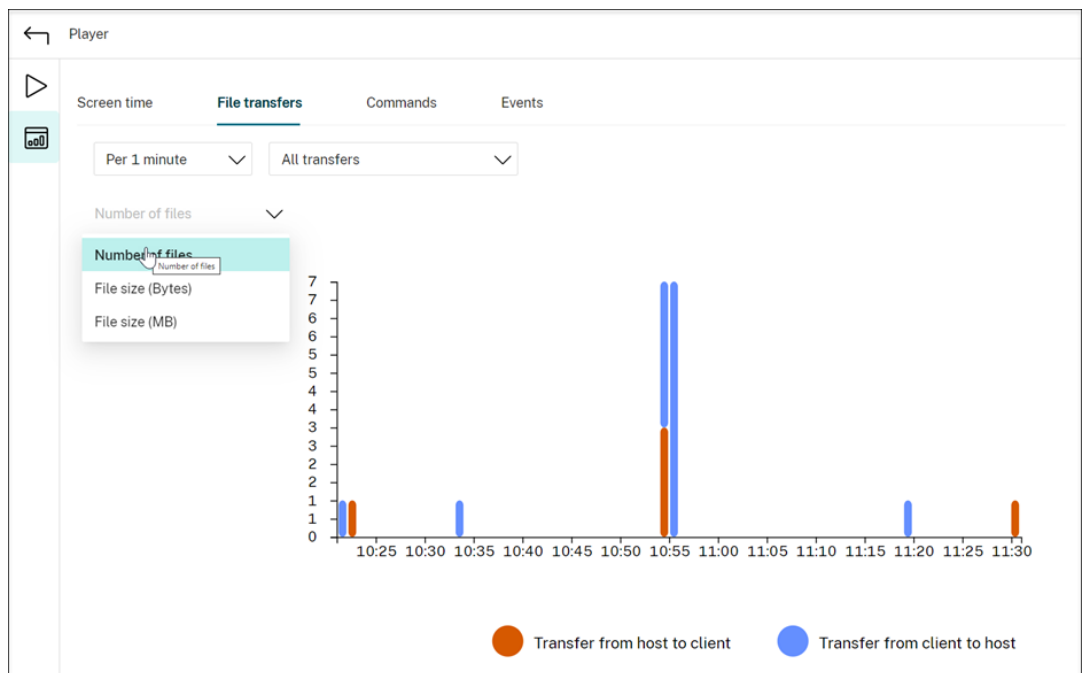 Player
Screen time File transfers Commands Events
Per 1 minute All transfers
Number of files
Number of files
Number of files
File size (Bytes)
File size (MB)
7
7
6
6
5
5
4
4
3
3
2
2
1
1
0
10:25 10:30 10:35 10:40 10:45 10:50 10:55 11:00 11:05 11:10 11:15 11:20 11:25 11:30
Transfer from host to client Transfer from client to host